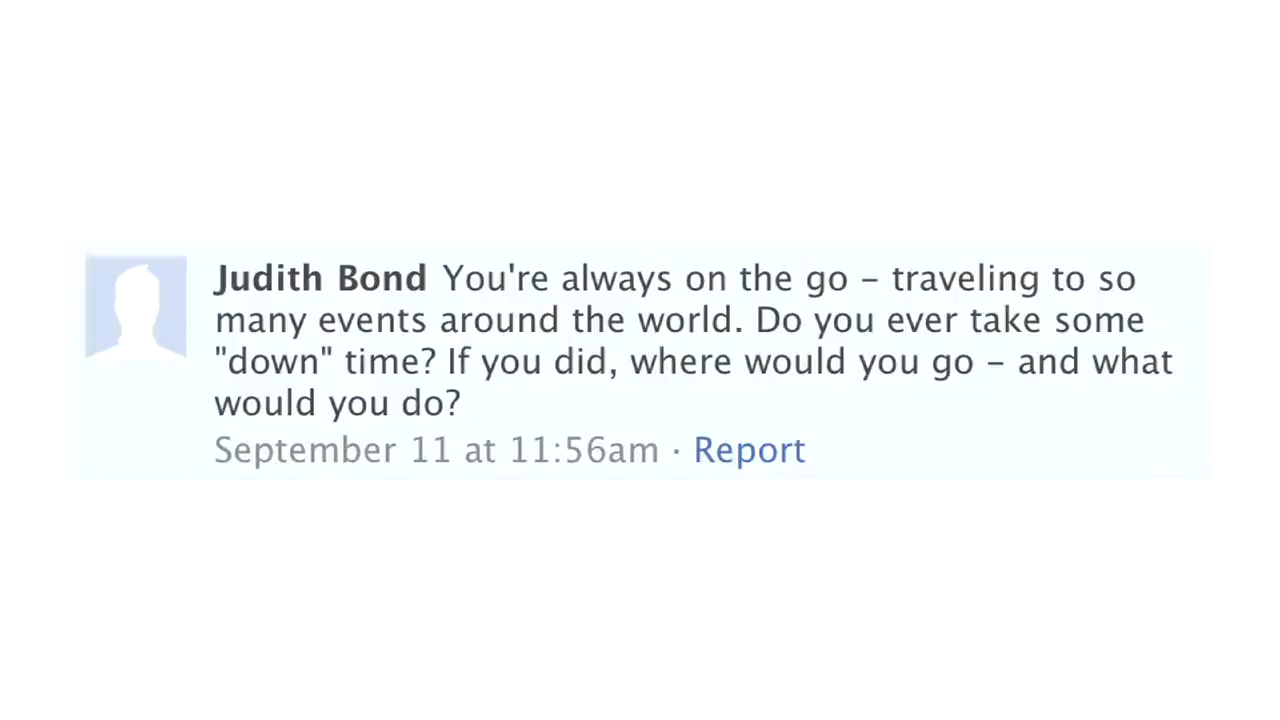 Judith Bond You're always on the go – traveling to so
many events around the world. Do you ever take some
"down" time? If you did, where would you go – and what
would you do?
September 11 at 11:56am · Report